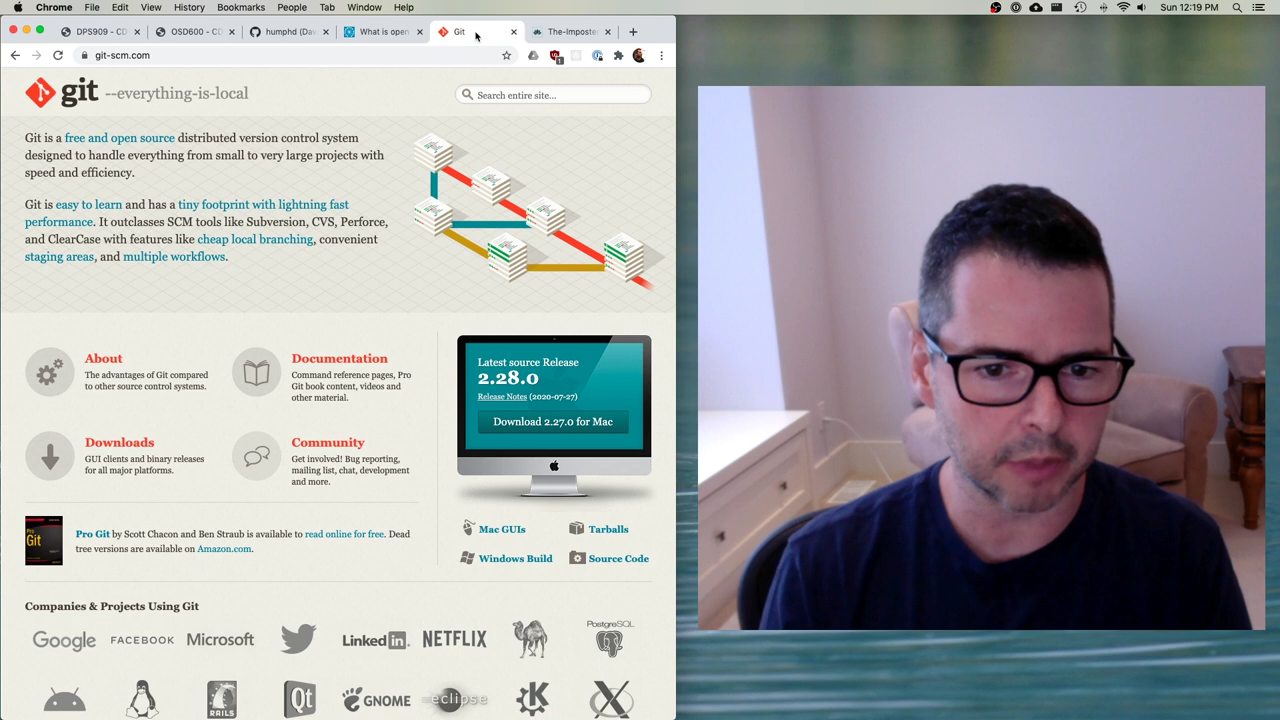 Chrome File Edit View History Bookmarks People Tab Window Help
Sun 12:19 PM
DPS909 - CD
OSD600 - CD
humphd (Dav
What is open
Git
The-Imposter
git-scm.com
1
git --everything-is-local
Search entire site...
Git is a free and open source distributed version control system
designed to handle everything from small to very large projects with
speed and efficiency.
Git is easy to learn and has a tiny footprint with lightning fast
performance. It outclasses SCM tools like Subversion, CVS, Perforce,
and ClearCase with features like cheap local branching, convenient
staging areas, and multiple workflows.
About
The advantages of Git compared
to other source control systems.
Documentation
Command reference pages, Pro
Git book content, videos and
other material.
Downloads
GUI clients and binary releases
for all major platforms.
Community
Get involved! Bug reporting,
mailing list, chat, development
and more.
Latest source Release
2.28.0
Release Notes (2020-07-27)
Download 2.27.0 for Mac
Mac GUIs
Tarballs
Windows Build
Source Code
Pro
Git
Pro Git by Scott Chacon and Ben Straub is available to read online for free. Dead
tree versions are available on Amazon.com.
Companies & Projects Using Git
Google
FACEBOOK
Microsoft
Linked in
NETFLIX
PostgreSQL
RAILS
Qt
GNOME
eclipse